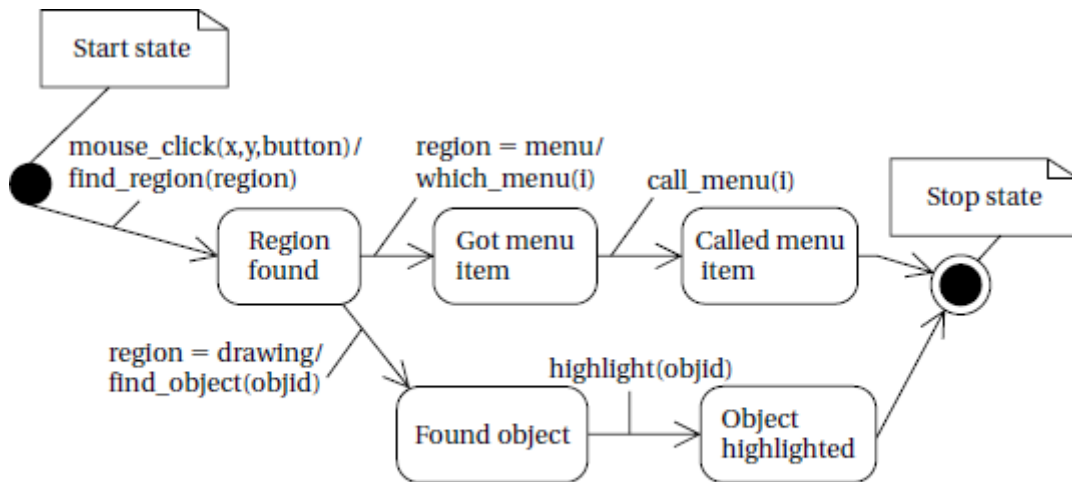 Start state
mouse_click(x,y,button)/
find_region(region)
region = menu/
which_menu(i)
call_menu(i)
Stop state
Region
found
Got menu
item
Called menu
item
region = drawing/
find_object(objid)
highlight(objid)
Found object
Object
highlighted